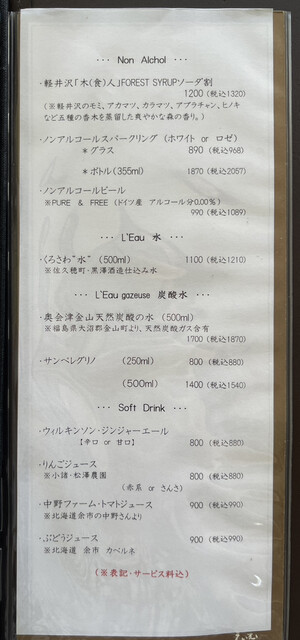 ··· Non Alchol ···
・軽井沢「木(食)人」FOREST SYRUPソーダ割
1200 (税込1320)
(※軽井沢のモミ、アカマツ、カラマツ、アブラチャン、ヒノキ
など五種の香木を蒸留した爽やかな森の香り。)
・ノンアルコールスパークリング (ホワイト or ロゼ)
＊グラス 890 (税込968)
＊ボトル(355ml) 1870 (税込2057)
・ノンアルコールビール
※PURE & FREE (ドイツ産 アルコール分0.00%)
990 (税込1089)
··· L'Eau 水 ···
・くろさわ“水” (500ml) 1100 (税込1210)
※佐久穂町・黒澤酒造仕込み水
··· L'Eau gazeuse 炭酸水 ···
・奥会津金山天然炭酸の水 (500ml)
※福島県大沼郡金山町より、天然炭酸ガス含有
1700 (税込1870)
・サンペレグリノ (250ml) 800 (税込880)
(500ml) 1400 (税込1540)
··· Soft Drink ···
・ウィルキンソン・ジンジャーエール
【辛口 or 甘口】 800 (税込880)
・りんごジュース 800 (税込880)
※小諸・松澤農園
(赤系 or さんさ)
・中野ファーム・トマトジュース 900 (税込990)
※北海道余市の中野さんより
・ぶどうジュース 900 (税込990)
※北海道 余市 カベルネ
(※表記・サービス料込)